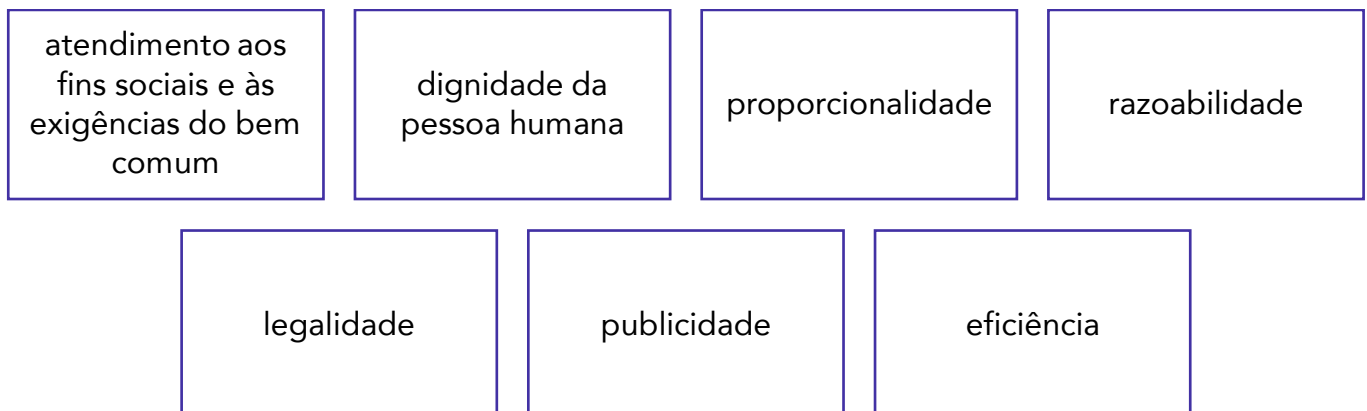 atendimento aos
fins sociais e às
exigências do bem
comum
dignidade da
pessoa humana
proporcionalidade
razoabilidade
legalidade
publicidade
eficiência